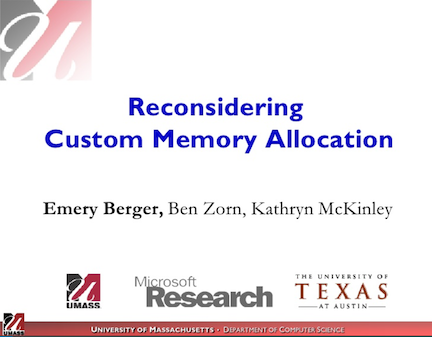 Reconsidering
Custom Memory Allocation
Emery Berger, Ben Zorn, Kathryn McKinley
UMASS
Microsoft
Research
THE UNIVERSITY OF
TEXAS
AT AUSTIN
UMASS
UNIVERSITY OF MASSACHUSETTS · DEPARTMENT OF COMPUTER SCIENCE